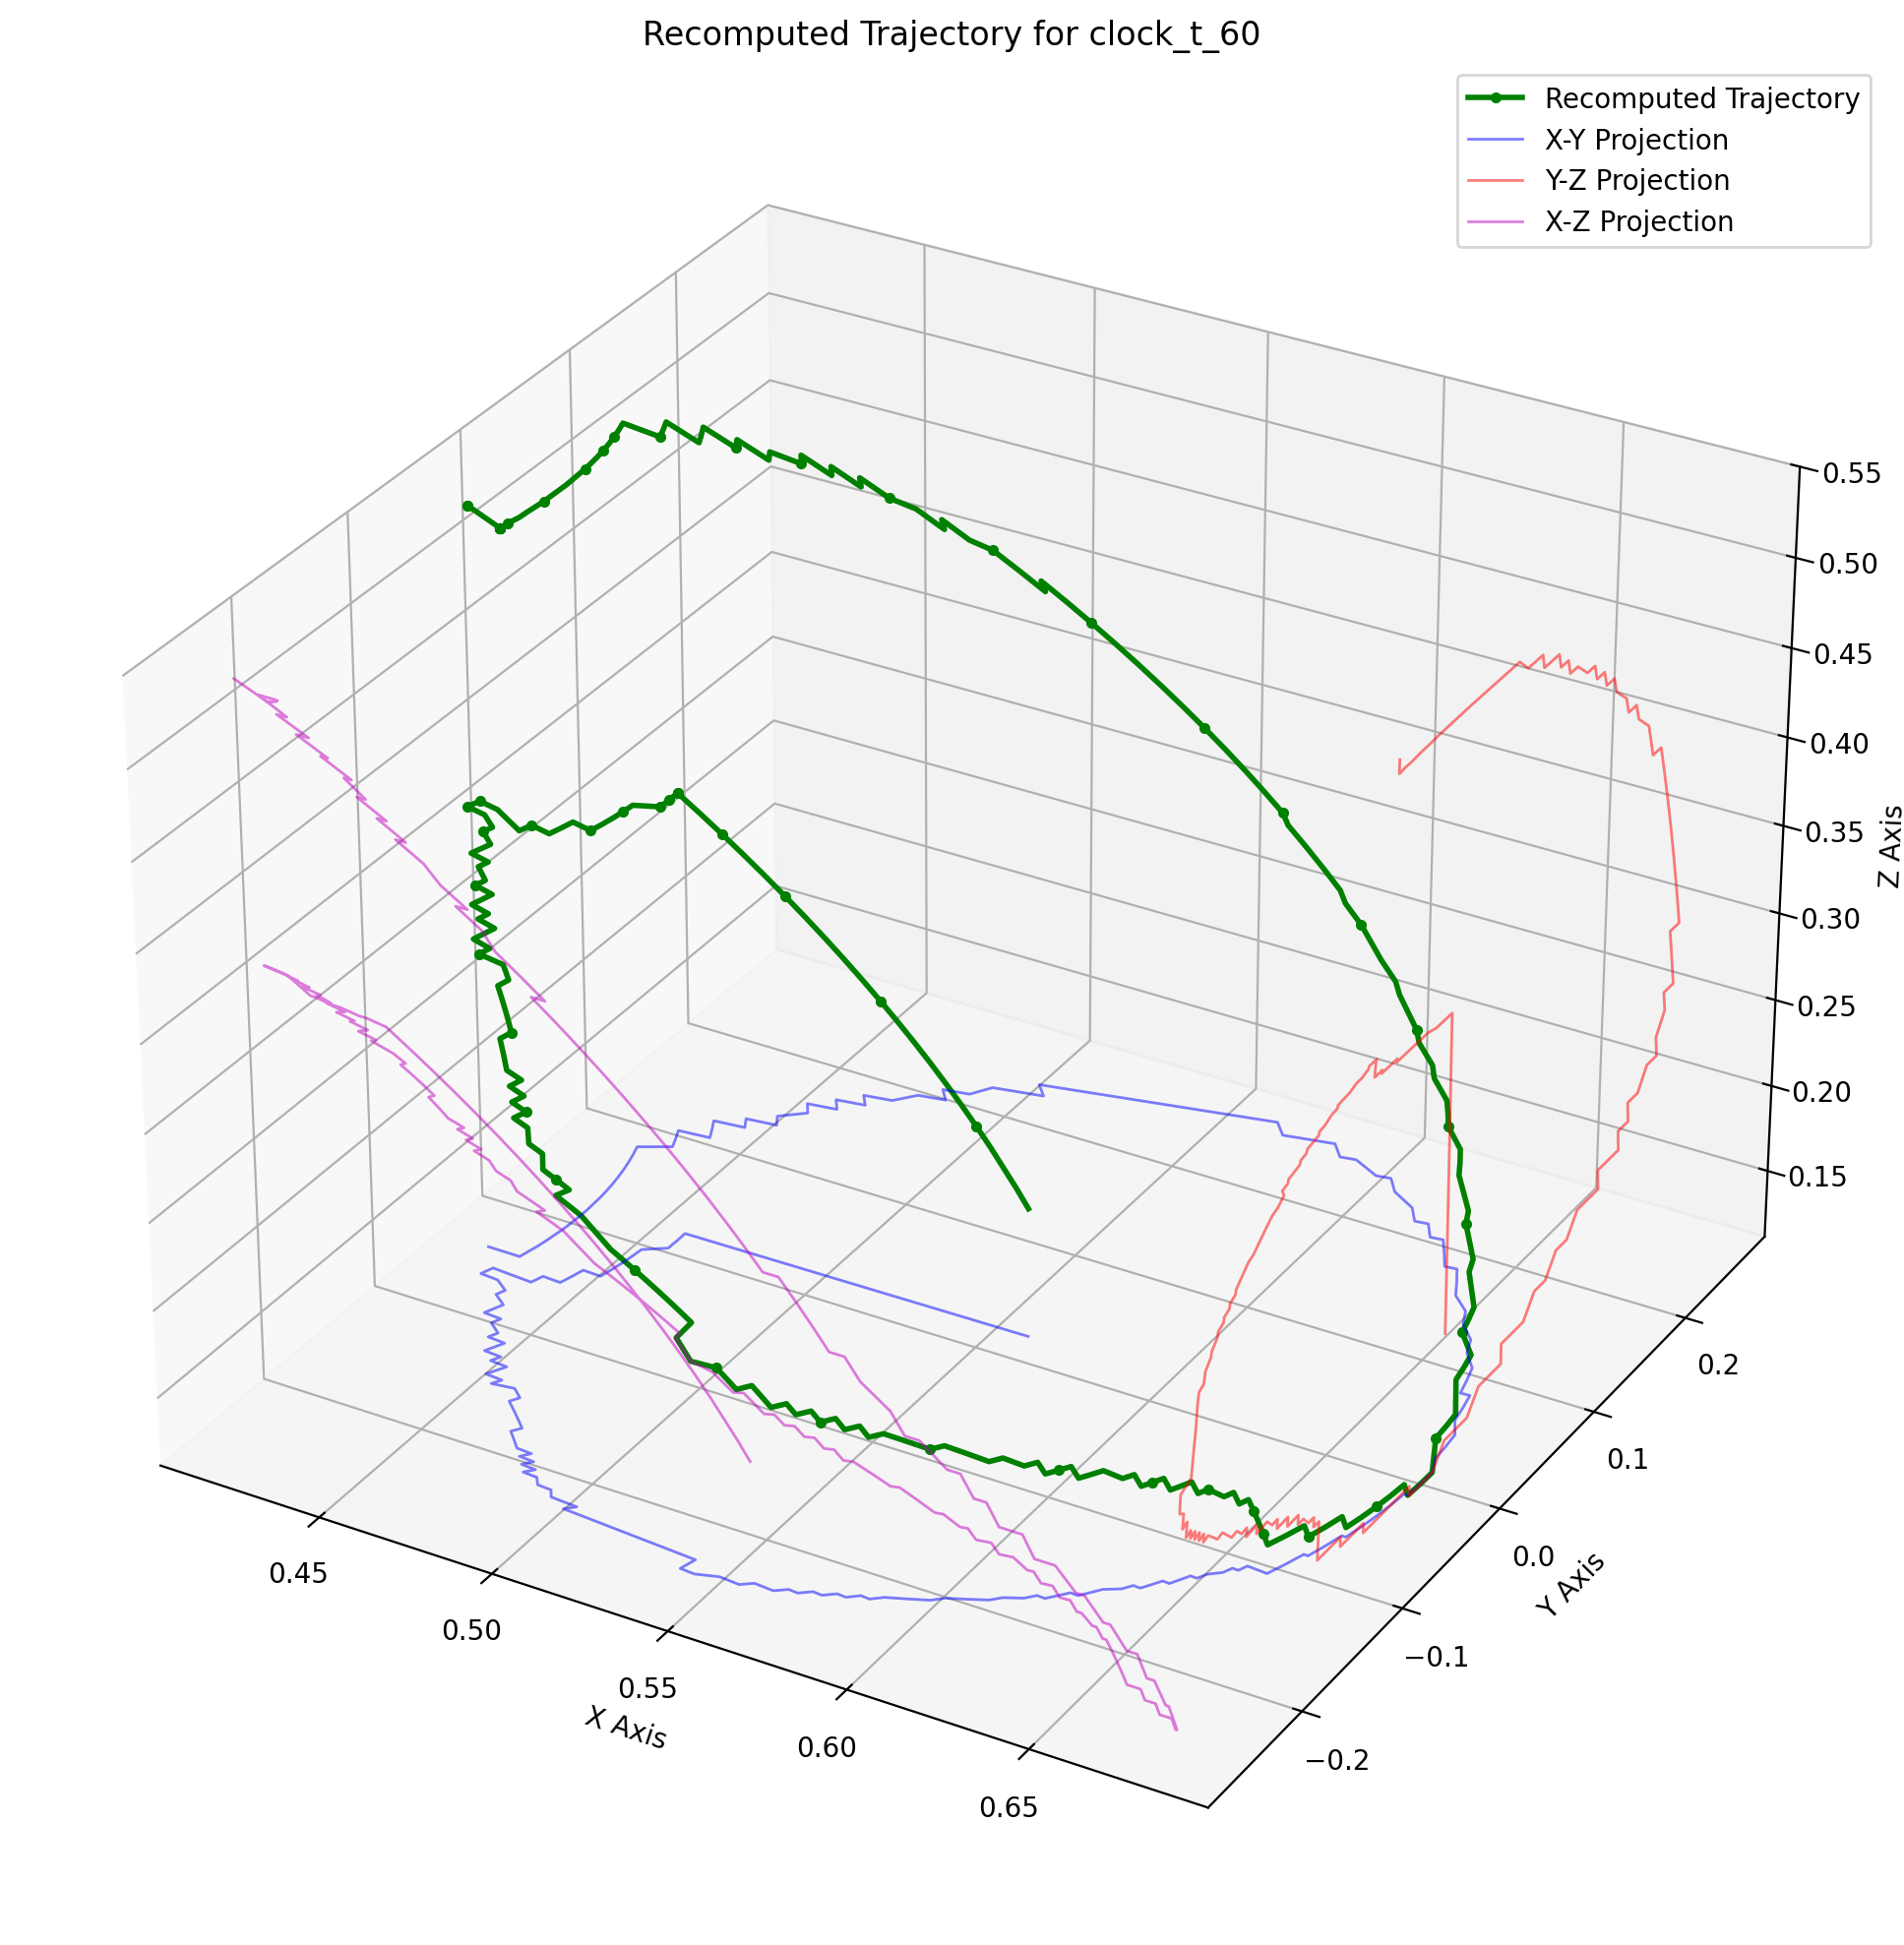 Recomputed Trajectory for clock_t_60
Recomputed Trajectory
X-Y Projection
Y-Z Projection
X-Z Projection
0.55
0.50
0.45
0.40
0.35
0.30
0.25
0.20
0.15
Z Axis
0.2
0.1
0.0
−0.1
−0.2
Y Axis
0.45
0.50
0.55
0.60
0.65
X Axis